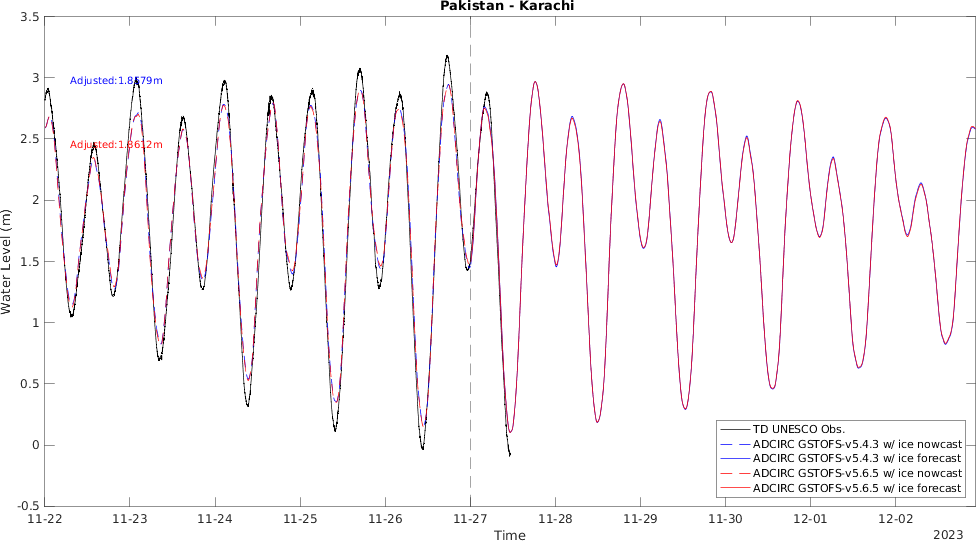 Pakistan - Karachi
3.5
3
2.5
2
1.5
1
0.5
0
-0.5
Water Level (m)
Adjusted:1.8579m
Adjusted:1.8612m
TD UNESCO Obs.
ADCIRC GSTOFS-v5.4.3 w/ ice nowcast
ADCIRC GSTOFS-v5.4.3 w/ ice forecast
ADCIRC GSTOFS-v5.6.5 w/ ice nowcast
ADCIRC GSTOFS-v5.6.5 w/ ice forecast
11-22 11-23 11-24 11-25 11-26 11-27 11-28 11-29 11-30 12-01 12-02
Time
2023